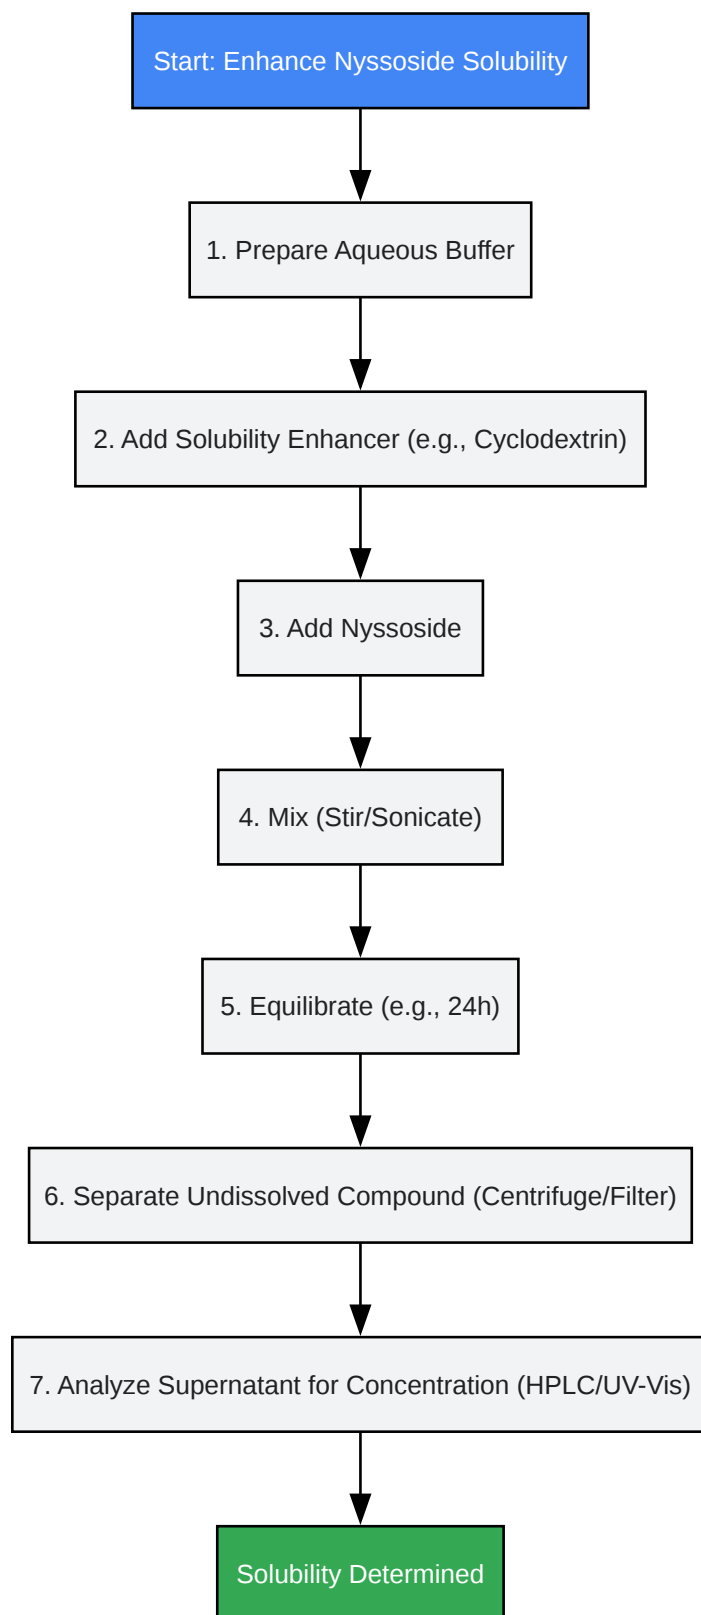 Start: Enhance Nyssoside Solubility
1. Prepare Aqueous Buffer
2. Add Solubility Enhancer (e.g., Cyclodextrin)
3. Add Nyssoside
4. Mix (Stir/Sonicate)
5. Equilibrate (e.g., 24h)
6. Separate Undissolved Compound (Centrifuge/Filter)
7. Analyze Supernatant for Concentration (HPLC/UV-Vis)
Solubility Determined